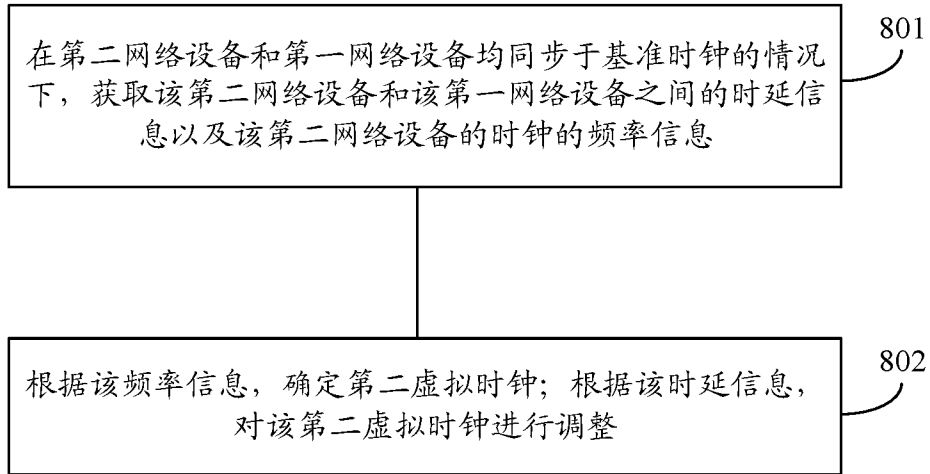 801
在第二网络设备和第一网络设备均同步于基准时钟的情况
下，获取该第二网络设备和该第一网络设备之间的时延信
息以及该第二网络设备的时钟的频率信息
802
根据该频率信息，确定第二虚拟时钟；根据该时延信息，
对该第二虚拟时钟进行调整